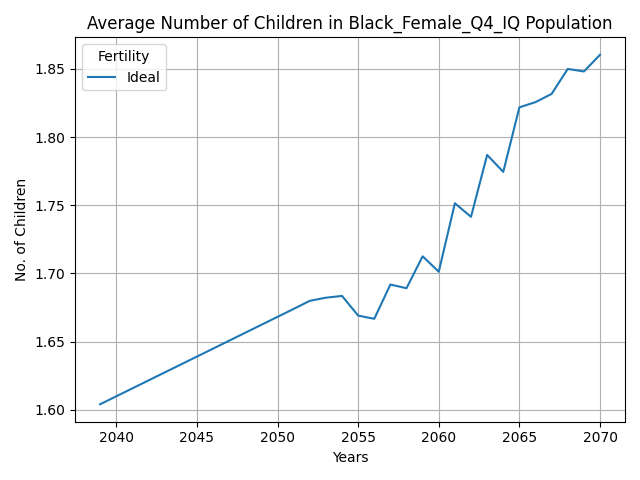 Average Number of Children in Black_Female_Q4_IQ Population
Fertility
Ideal
1.85
1.80
1.75
1.70
1.65
1.60
No. of Children
2040 2045 2050 2055 2060 2065 2070
Years